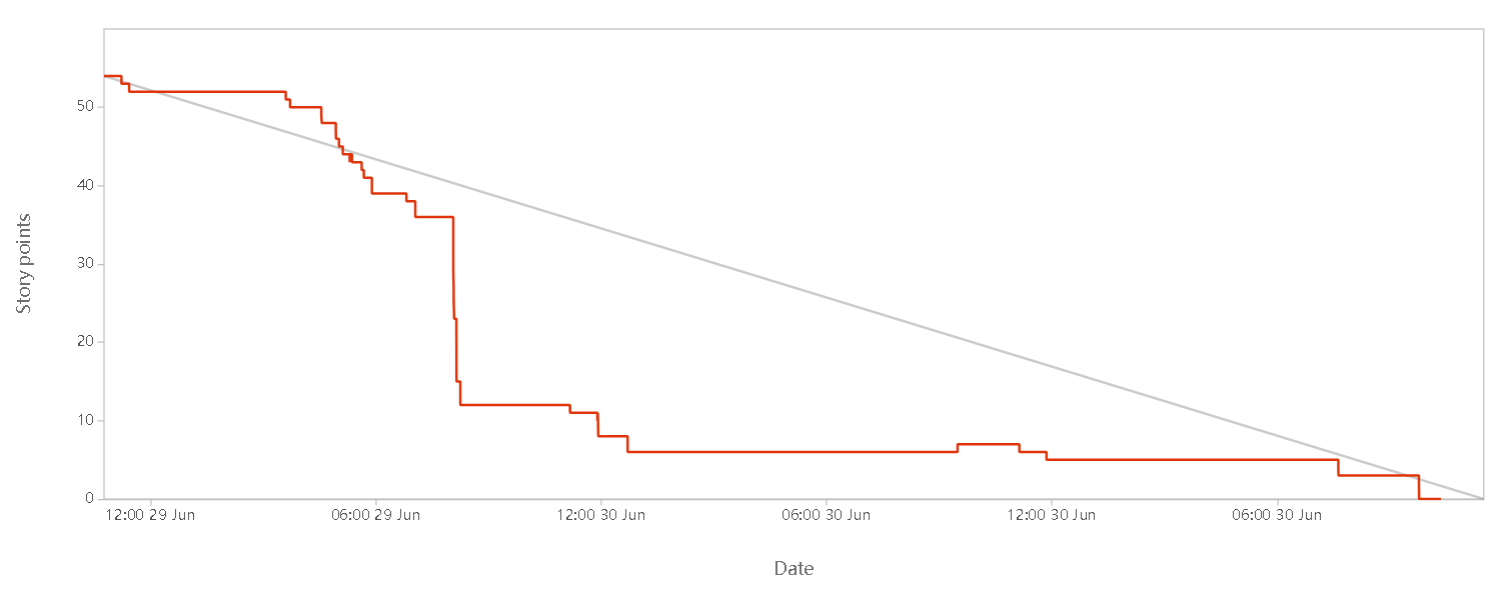 Story points
50
40
30
20
10
0
12:00 29 Jun
06:00 29 Jun
12:00 30 Jun
06:00 30 Jun
12:00 30 Jun
06:00 30 Jun
Date